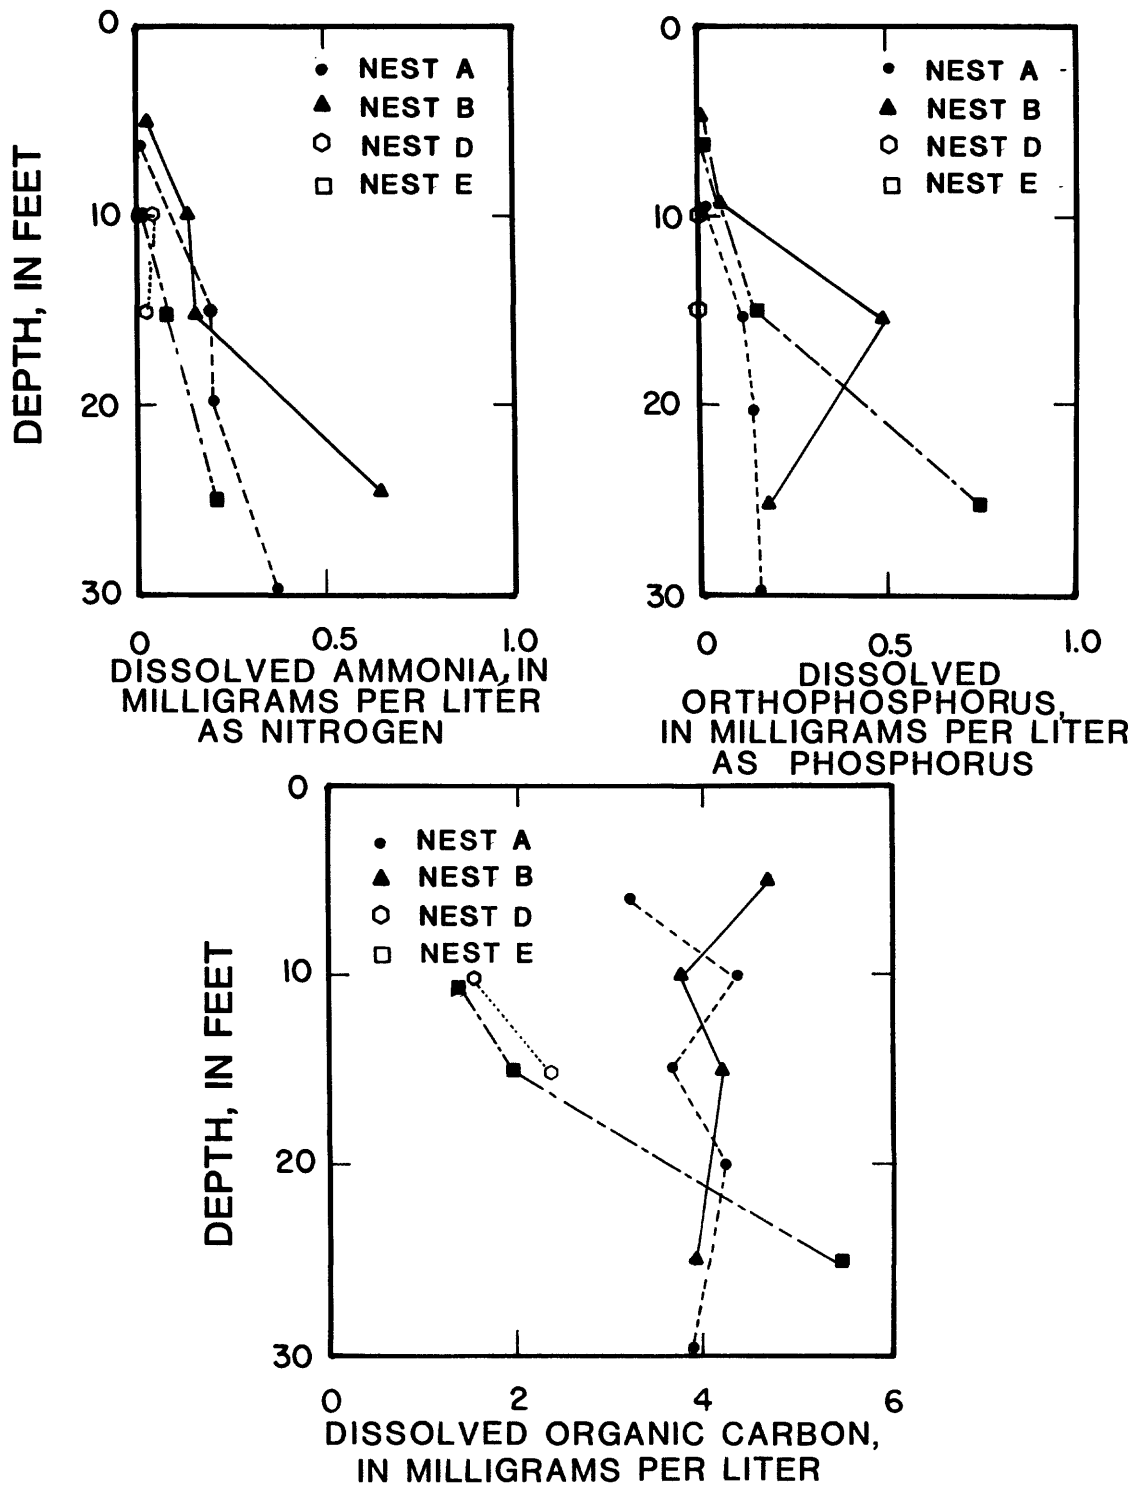 0
10
20
30
DEPTH, IN FEET
NEST A
NEST B
NEST D
NEST E
0 0.5 1.0
DISSOLVED AMMONIA, IN
MILLIGRAMS PER LITER
AS NITROGEN
0
10
20
30
NEST A
NEST B
NEST D
NEST E
0 0.5 1.0
DISSOLVED
ORTHOPHOSPHORUS,
IN MILLIGRAMS PER LITER
AS PHOSPHORUS
0
10
20
30
DEPTH, IN FEET
NEST A
NEST B
NEST D
NEST E
0 2 4 6
DISSOLVED ORGANIC CARBON,
IN MILLIGRAMS PER LITER